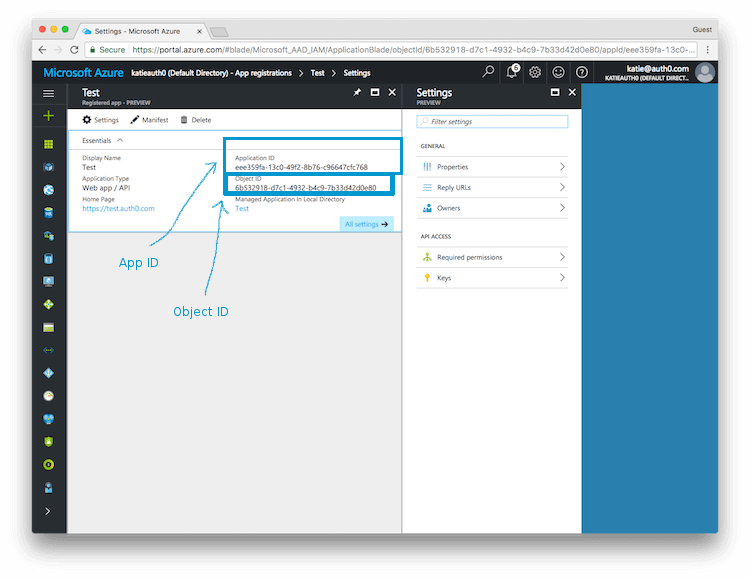 Settings - Microsoft Azure
Guest
Secure
https://portal.azure.com/#blade/Microsoft_AAD_IAM/ApplicationBlade/objectId/6b532918-d7c1-4932-b4c9-7b33d42d0e80/appId/eee359fa-13c0-...
Microsoft Azure katieauth0 (Default Directory) - App registrations > Test > Settings
6
katie@auth0.com
KATIEAUTH0 (DEFAULT DIRECT...
Test
Registered app - PREVIEW
Settings
Manifest
Delete
Essentials
Display Name
Test
Application Type
Web app / API
Home Page
https://test.auth0.com
Application ID
eee359fa-13c0-49f2-8b76-c96647cfc768
Object ID
6b532918-d7c1-4932-b4c9-7b33d42d0e80
Managed Application In Local Directory
Test
All settings
App ID
Object ID
Settings
PREVIEW
Filter settings
GENERAL
Properties
Reply URLs
Owners
API ACCESS
Required permissions
Keys